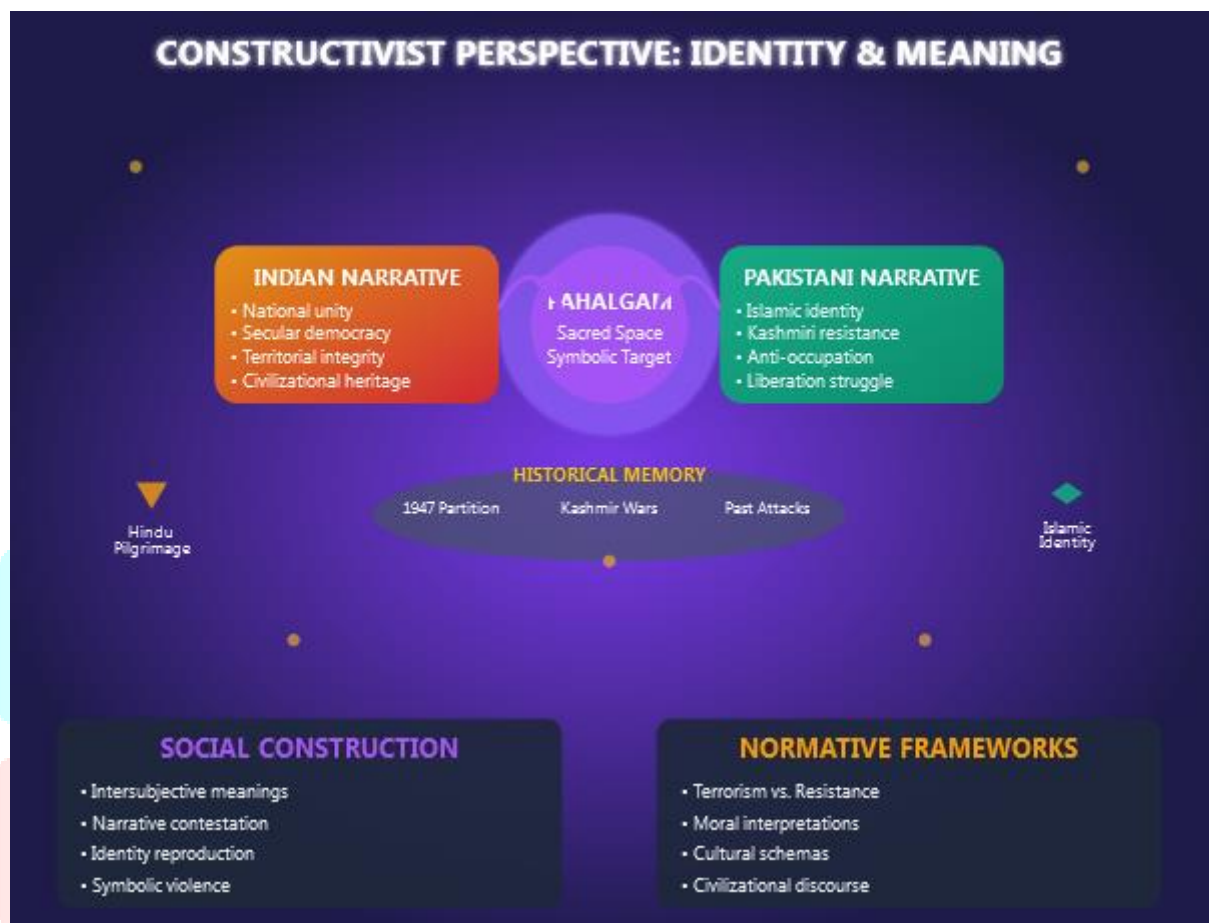 CONSTRUCTIVIST PERSPECTIVE: IDENTITY & MEANING
INDIAN NARRATIVE
• National unity
• Secular democracy
• Territorial integrity
• Civilizational heritage
PAHALGAM
Sacred Space
Symbolic Target
PAKISTANI NARRATIVE
• Islamic identity
• Kashmiri resistance
• Anti-occupation
• Liberation struggle
HISTORICAL MEMORY
1947 Partition
Kashmir Wars
Past Attacks
Hindu
Pilgrimage
Islamic
Identity
SOCIAL CONSTRUCTION
• Intersubjective meanings
• Narrative contestation
• Identity reproduction
• Symbolic violence
NORMATIVE FRAMEWORKS
• Terrorism vs. Resistance
• Moral interpretations
• Cultural schemas
• Civilizational discourse